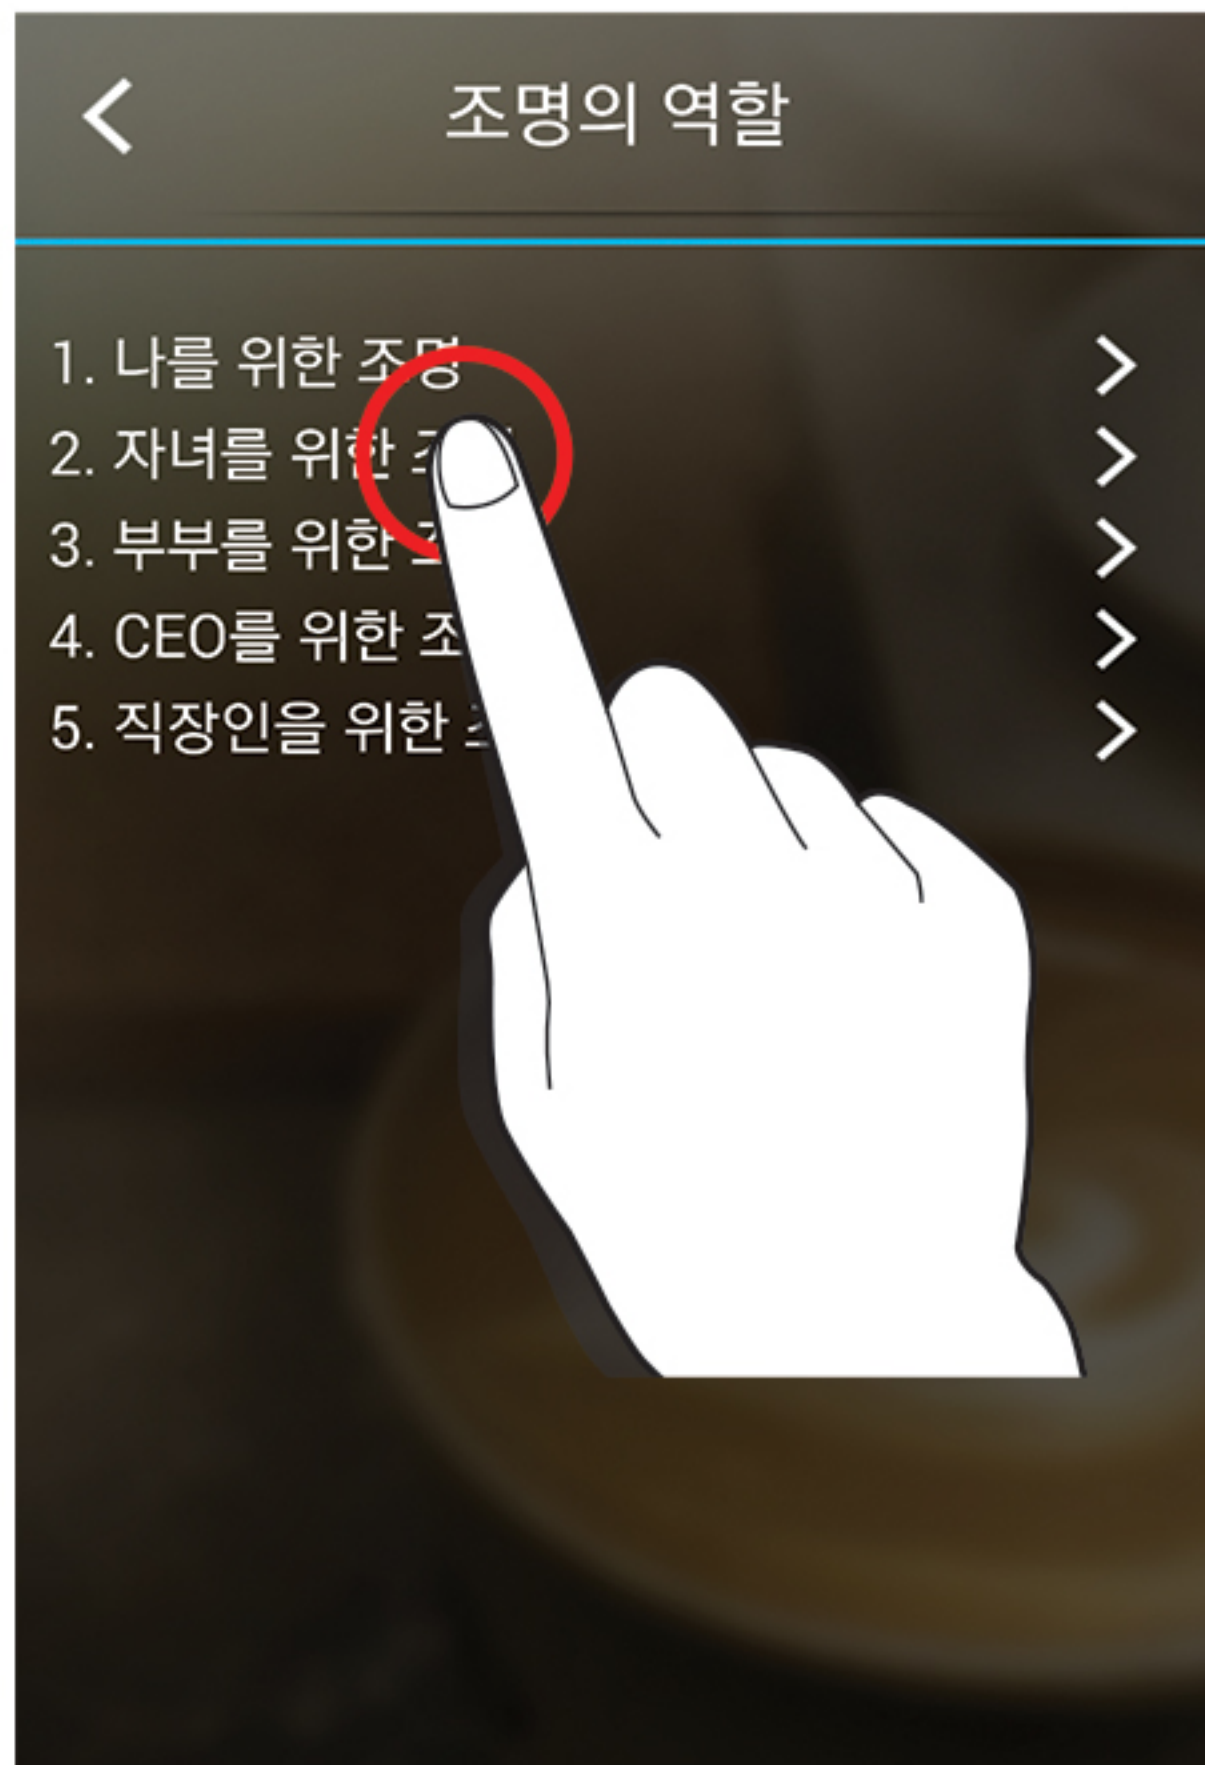 조명의 역할
1. 나를 위한 조명
2. 자녀를 위한
3. 부부를 위한
4. CEO를 위한
5. 직장인을 위한